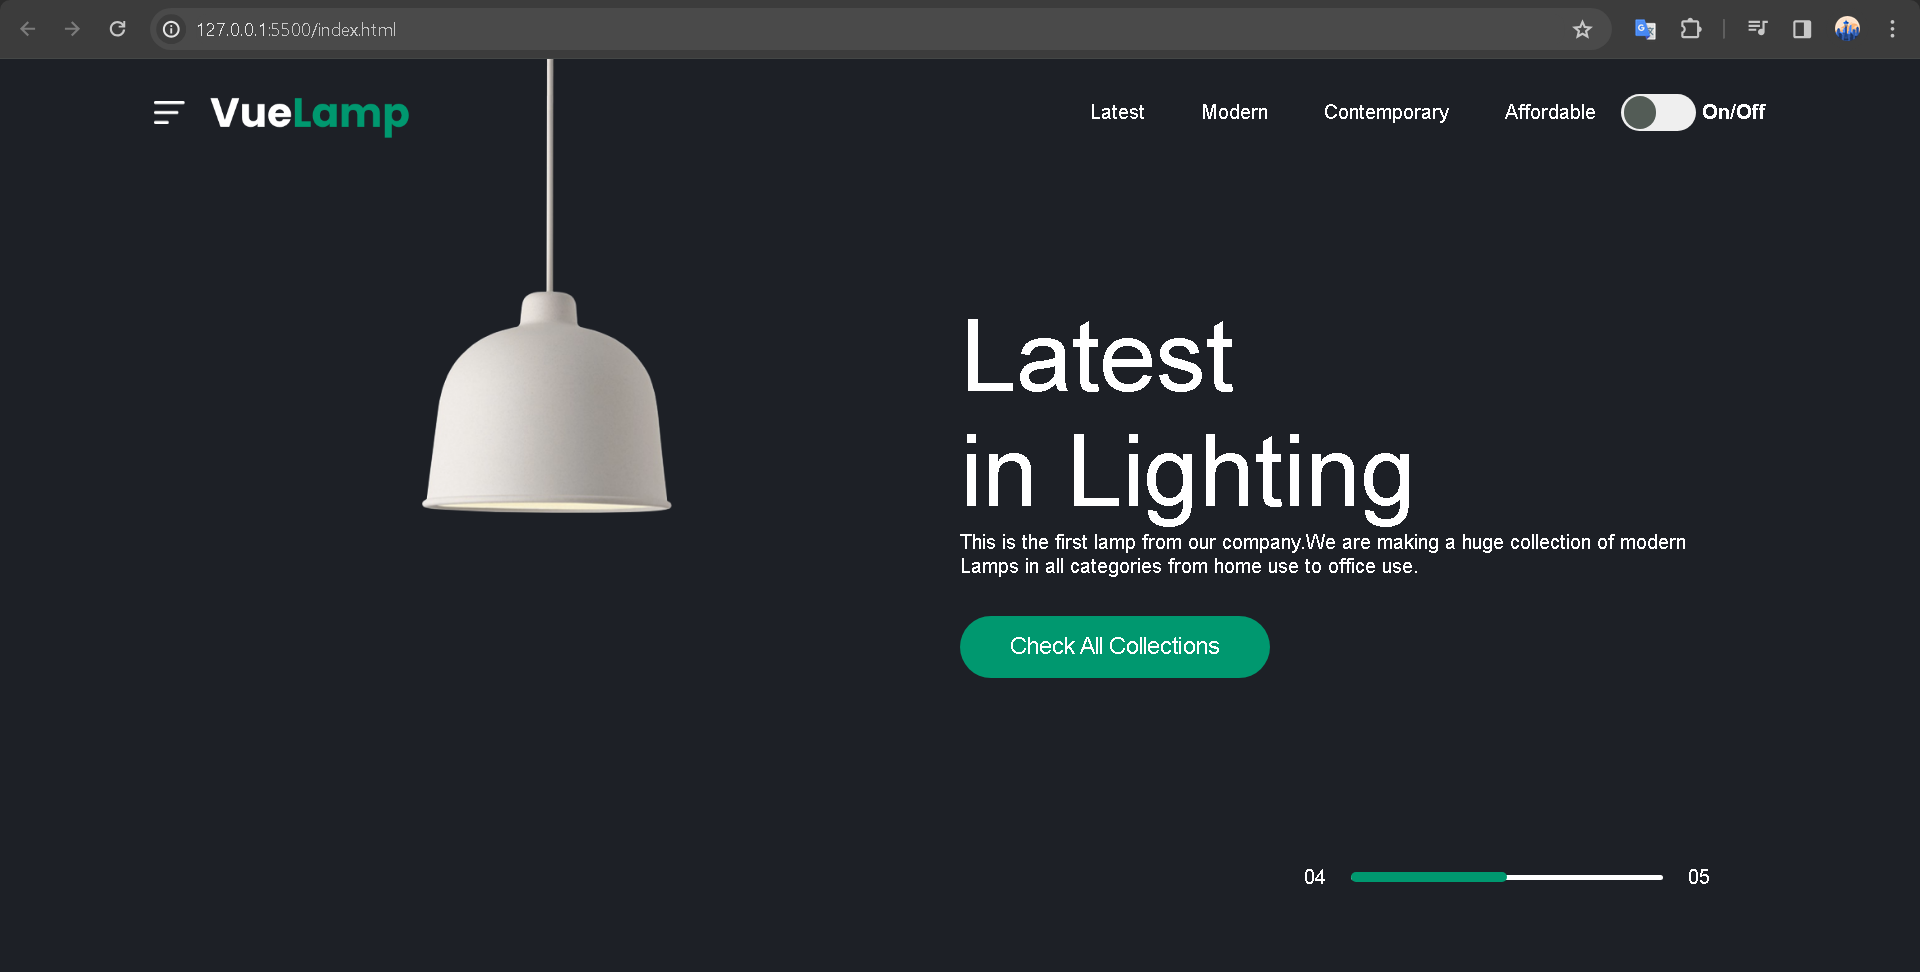 127.0.0.1:5500/index.html
VueLamp
Latest
Modern
Contemporary
Affordable
On/Off
Latest
in Lighting
This is the first lamp from our company.We are making a huge collection of modern
Lamps in all categories from home use to office use.
Check All Collections
04
05